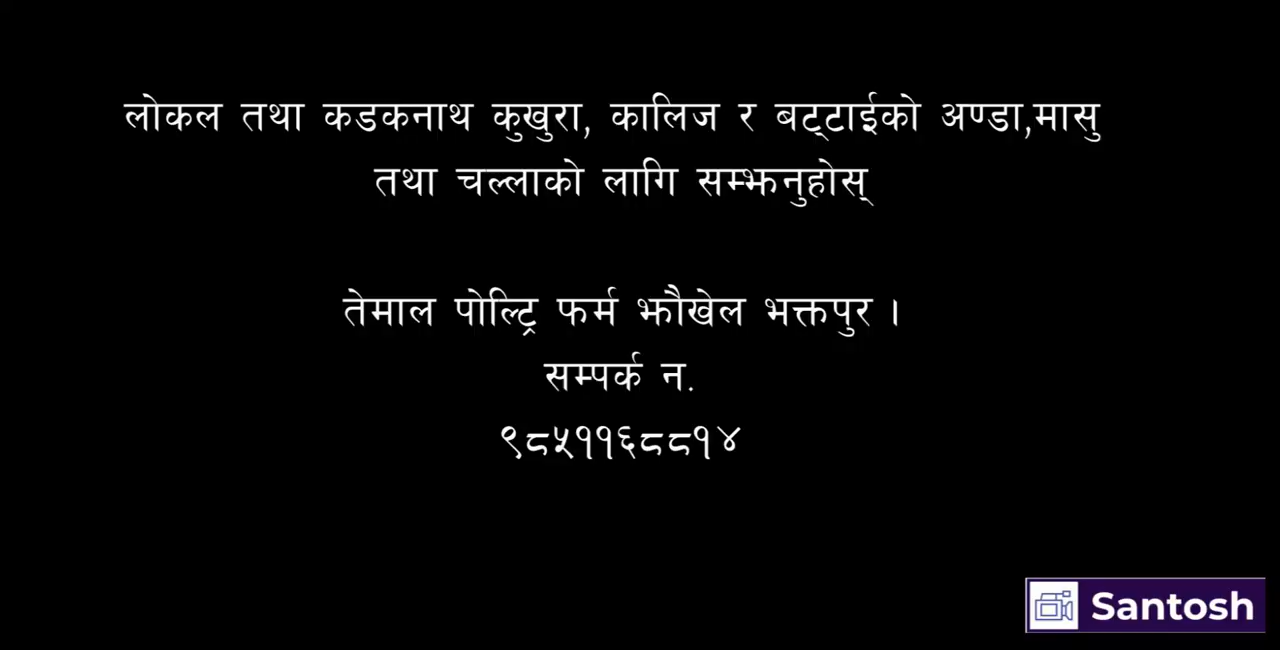 लोकल तथा कडकनाथ कुखुरा, कालिज र बट्टाईको अण्डा,मासु
तथा चल्लाको लागि सम्झनुहोस्
तेमाल पोल्ट्रि फर्म झौखेल भक्तपुर ।
सम्पर्क न.
९८५११६८८१४
Santosh